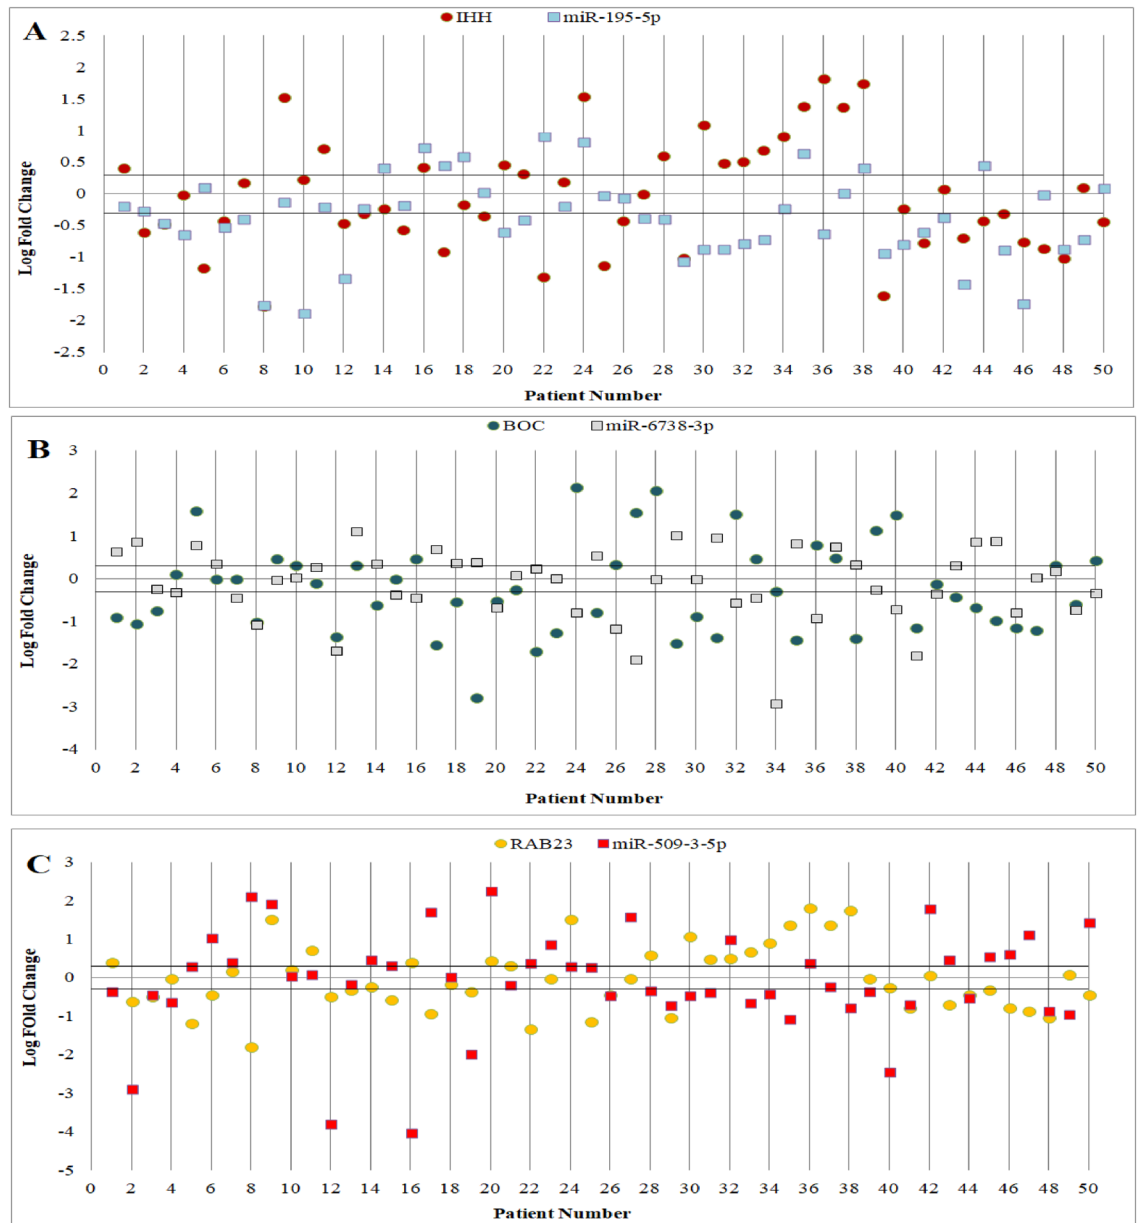 A
IHH miR-195-5p
2.5
2
1.5
1
0.5
0
-0.5
-1
-1.5
-2
-2.5
Log Fold Change
0 2 4 6 8 10 12 14 16 18 20 22 24 26 28 30 32 34 36 38 40 42 44 46 48 50
Patient Number
B
BOC miR-6738-3p
3
2
1
0
-1
-2
-3
-4
Log Fold Change
0 2 4 6 8 10 12 14 16 18 20 22 24 26 28 30 32 34 36 38 40 42 44 46 48 50
Patient Number
C
RAB23 miR-509-3-5p
3
2
1
0
-1
-2
-3
-4
-5
Log FOld Change
0 2 4 6 8 10 12 14 16 18 20 22 24 26 28 30 32 34 36 38 40 42 44 46 48 50
Patient Number